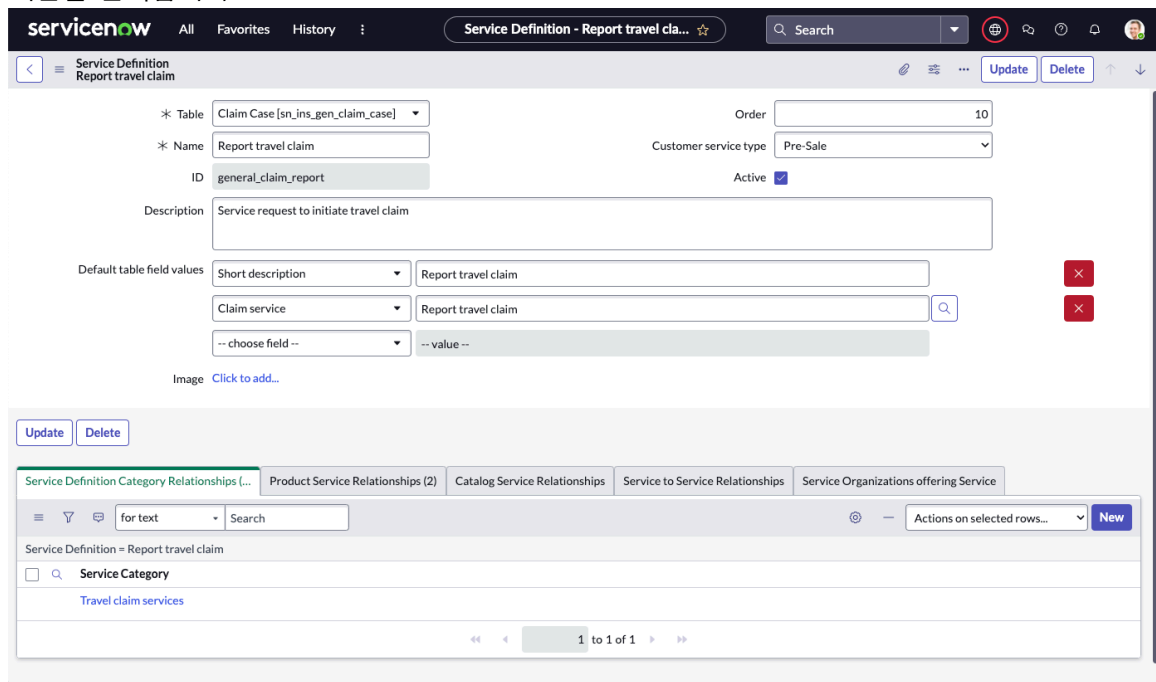 servicenow All Favorites History Service Definition - Report travel cla... Search
Service Definition
Report travel claim
Update Delete
Table Claim Case [sn_ins_gen_claim_case] Order 10
Name Report travel claim Customer service type Pre-Sale
ID general_claim_report Active
Description Service request to initiate travel claim
Default table field values Short description Report travel claim
Claim service Report travel claim
-- choose field -- -- value --
Image Click to add...
Update Delete
Service Definition Category Relationships (... Product Service Relationships (2) Catalog Service Relationships Service to Service Relationships Service Organizations offering Service
for text Search Actions on selected rows... New
Service Definition = Report travel claim
Service Category
Travel claim services
1 to 1 of 1